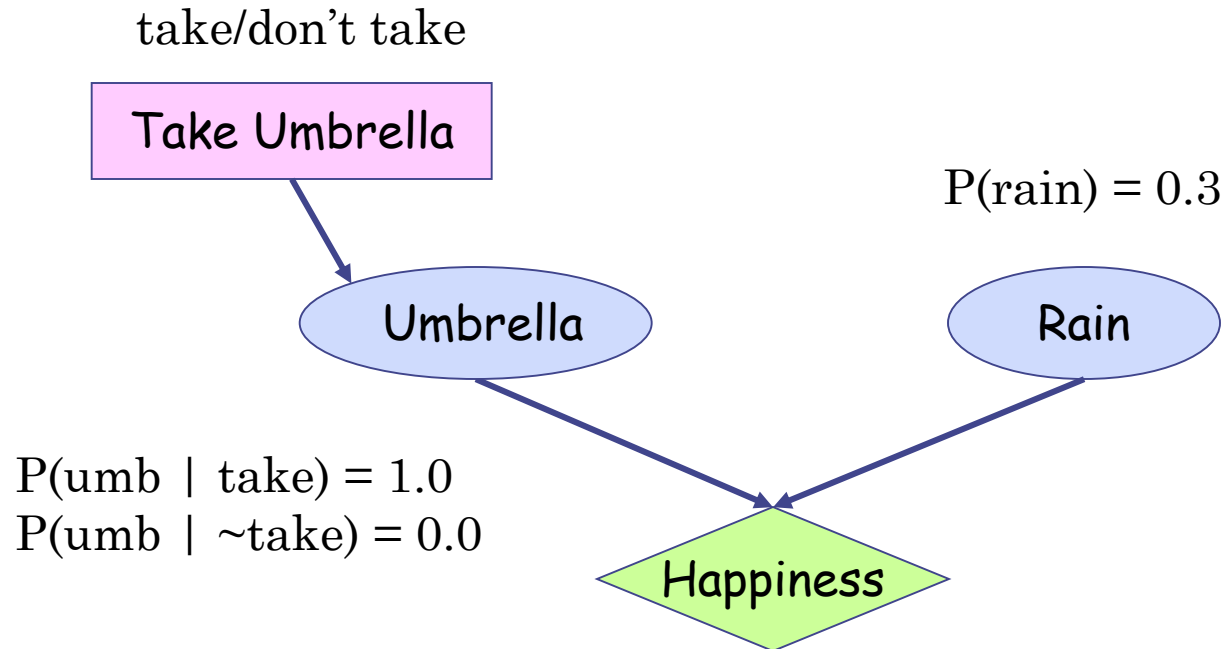 take/don’t take
Take Umbrella
P(rain) = 0.3
Umbrella
Rain
P(umb | take) = 1.0
P(umb | ~take) = 0.0
Happiness